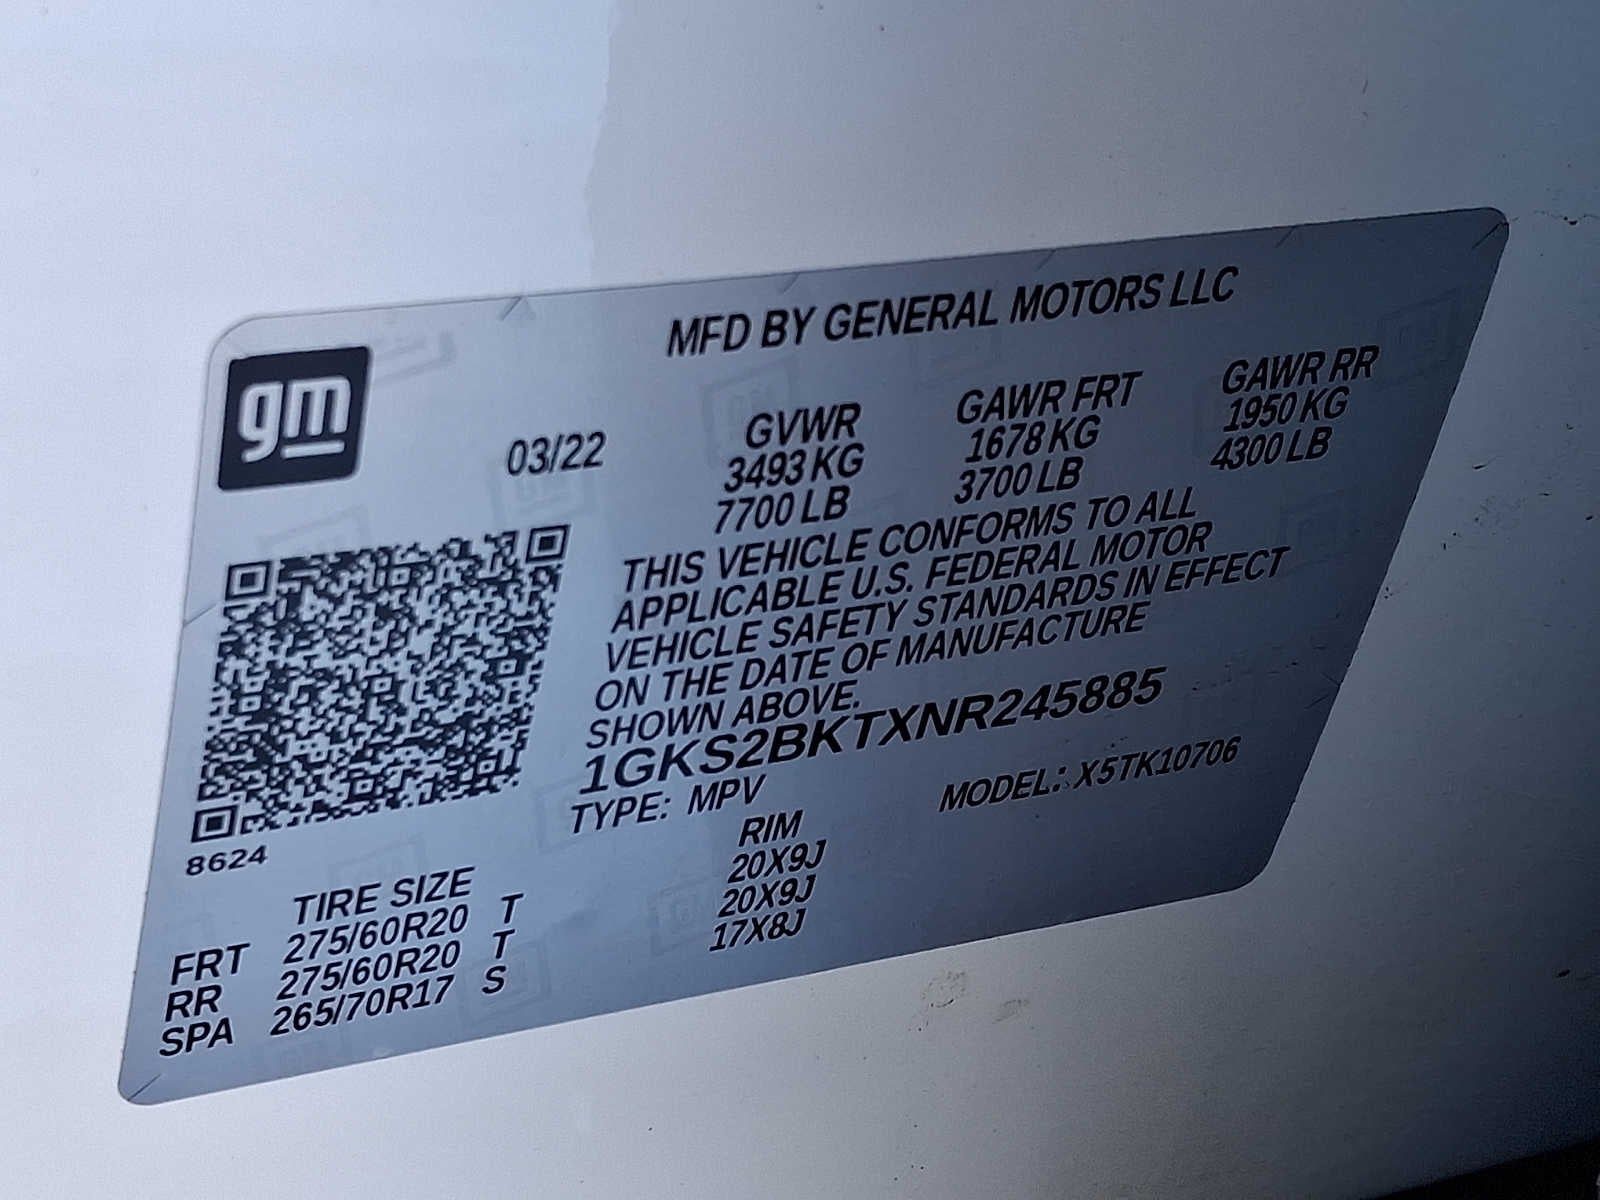 MFD BY GENERAL MOTORS LLC
gm
03/22
GVWR GAWR FRT GAWR RR
3493 KG 1678 KG 1950 KG
7700 LB 3700 LB 4300 LB
THIS VEHICLE CONFORMS TO ALL
APPLICABLE U.S. FEDERAL MOTOR
VEHICLE SAFETY STANDARDS IN EFFECT
ON THE DATE OF MANUFACTURE
SHOWN ABOVE.
1GKS2BKTXNR245885
TYPE: MPV MODEL: X5TK10706
8624
TIRE SIZE RIM
FRT 275/60R20 T 20X9J
RR 275/60R20 T 20X9J
SPA 265/70R17 S 17X8J